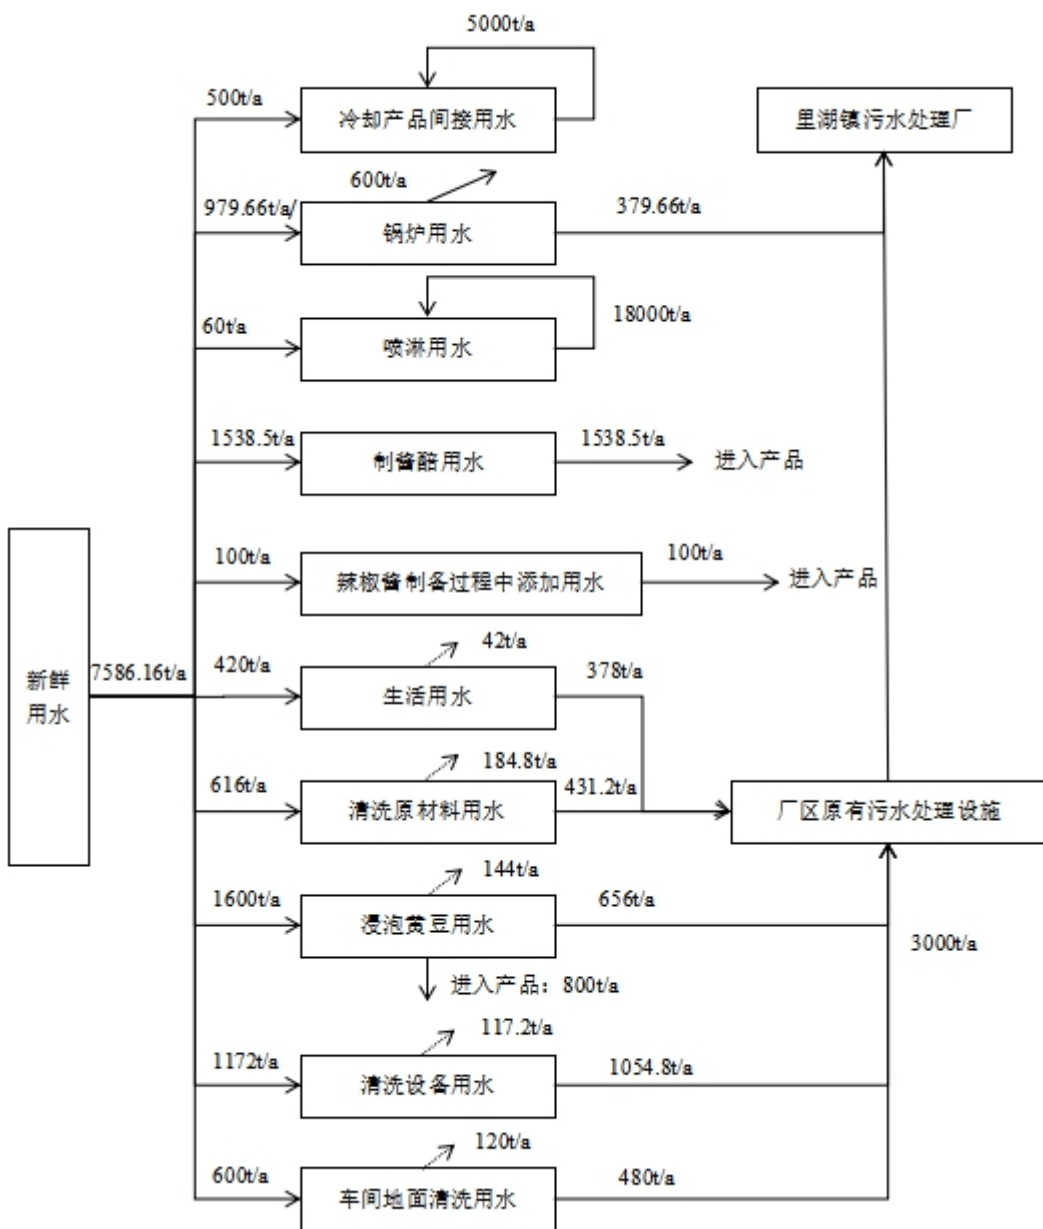 5000t/a
500t/a
冷却产品间接用水
里湖镇污水处理厂
600t/a
979.66t/a/
锅炉用水
379.66t/a
60t/a
喷淋用水
18000t/a
1538.5t/a
制酱醅用水
1538.5t/a
进入产品
100t/a
辣椒酱制备过程中添加用水
100t/a
进入产品
新鲜
用水
7586.16t/a
420t/a
42t/a
生活用水
378t/a
616t/a
184.8t/a
清洗原材料用水
431.2t/a
厂区原有污水处理设施
1600t/a
144t/a
浸泡黄豆用水
656t/a
3000t/a
进入产品：800t/a
1172t/a
117.2t/a
清洗设备用水
1054.8t/a
600t/a
120t/a
车间地面清洗用水
480t/a